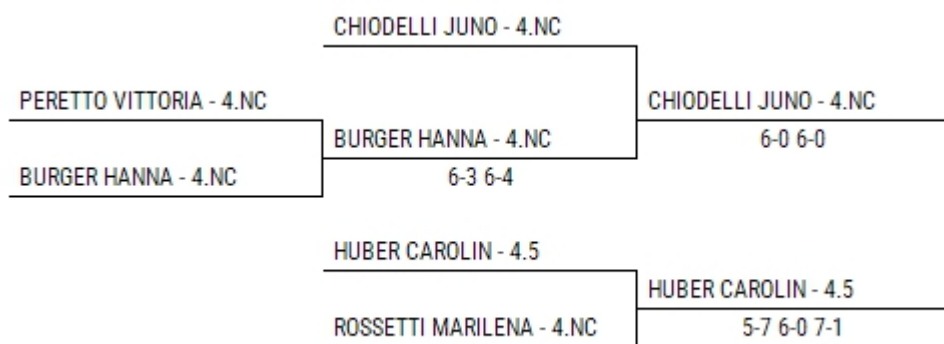 CHIODELLI JUNO - 4.NC
PERETTO VITTORIA - 4.NC
CHIODELLI JUNO - 4.NC
BURGER HANNA - 4.NC
6-0 6-0
BURGER HANNA - 4.NC
6-3 6-4
HUBER CAROLIN - 4.5
HUBER CAROLIN - 4.5
ROSSETTI MARILENA - 4.NC
5-7 6-0 7-1